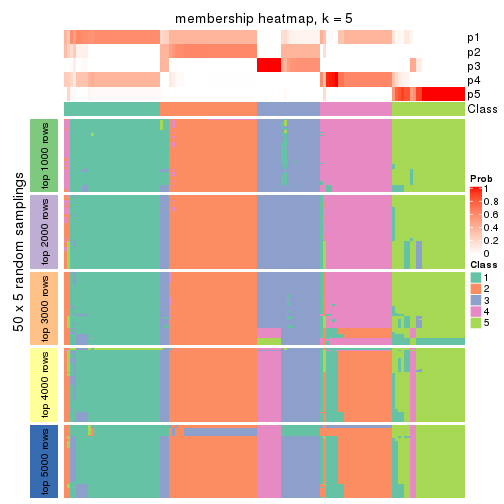 membership heatmap, k = 5
p1
p2
p3
p4
p5
Class
50 x 5 random samplings
top 1000 rows
top 2000 rows
top 3000 rows
top 4000 rows
top 5000 rows
Prob
1
0.8
0.6
0.4
0.2
0
Class
1
2
3
4
5